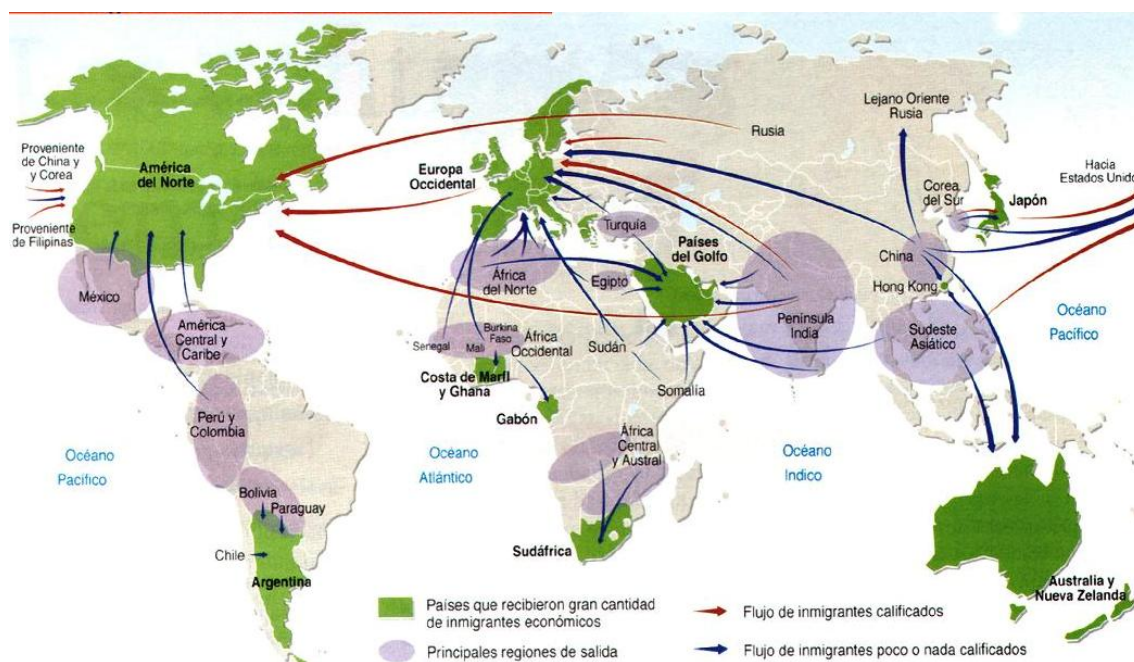 Proveniente
de China
y Corea
Proveniente
de Filipinas
América
del Norte
México
América
Central y
Caribe
Perú y
Colombia
Bolivia
Paraguay
Chile
Argentina
Océano
Pacífico
Océano
Atlántico
Europa
Occidental
Rusia
Lejano Oriente
Rusia
Turquía
África
del Norte
Egipto
Países
del Golfo
Senegal
Mali
Burkina
Faso
África
Occidental
Costa de Marfil
y Ghana
Gabón
Sudán
Somalía
África
Central
y Austral
Sudáfrica
Península
India
Océano
Indico
Corea
del Sur
Japón
China
Hong Kong
Sudeste
Asiático
Hacia
Estados Unido
Océano
Pacífico
Australia y
Nueva Zelanda
Países que recibieron gran cantidad
de inmigrantes económicos
Principales regiones de salida
Flujo de inmigrantes calificados
Flujo de inmigrantes poco o nada calificados